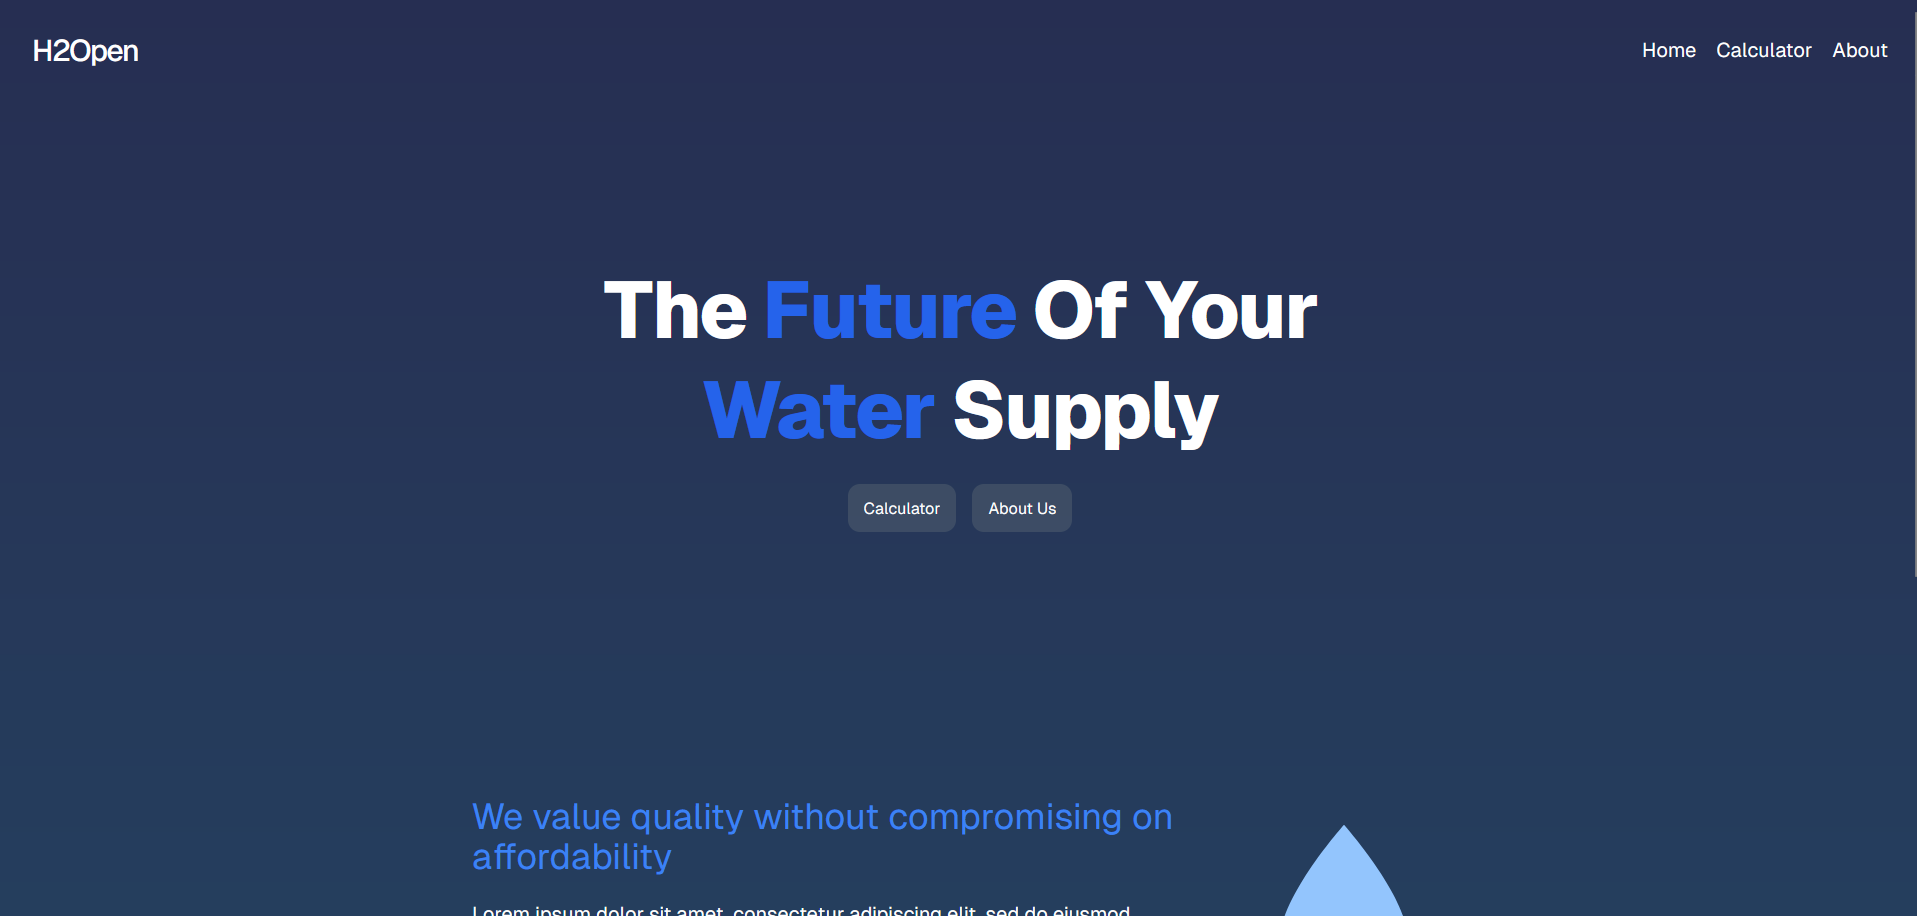 H2Open
Home Calculator About
The Future Of Your
Water Supply
Calculator About Us
We value quality without compromising on
affordability
Lorem ipsum dolor sit amet, consectetur adipiscing elit, sed do eiusmod